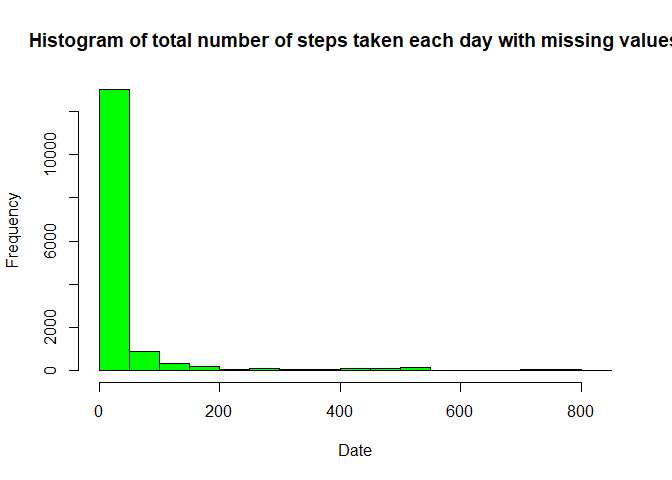 Histogram of total number of steps taken each day with missing values
Frequency
10000
6000
2000
0
0 200 400 600 800
Date